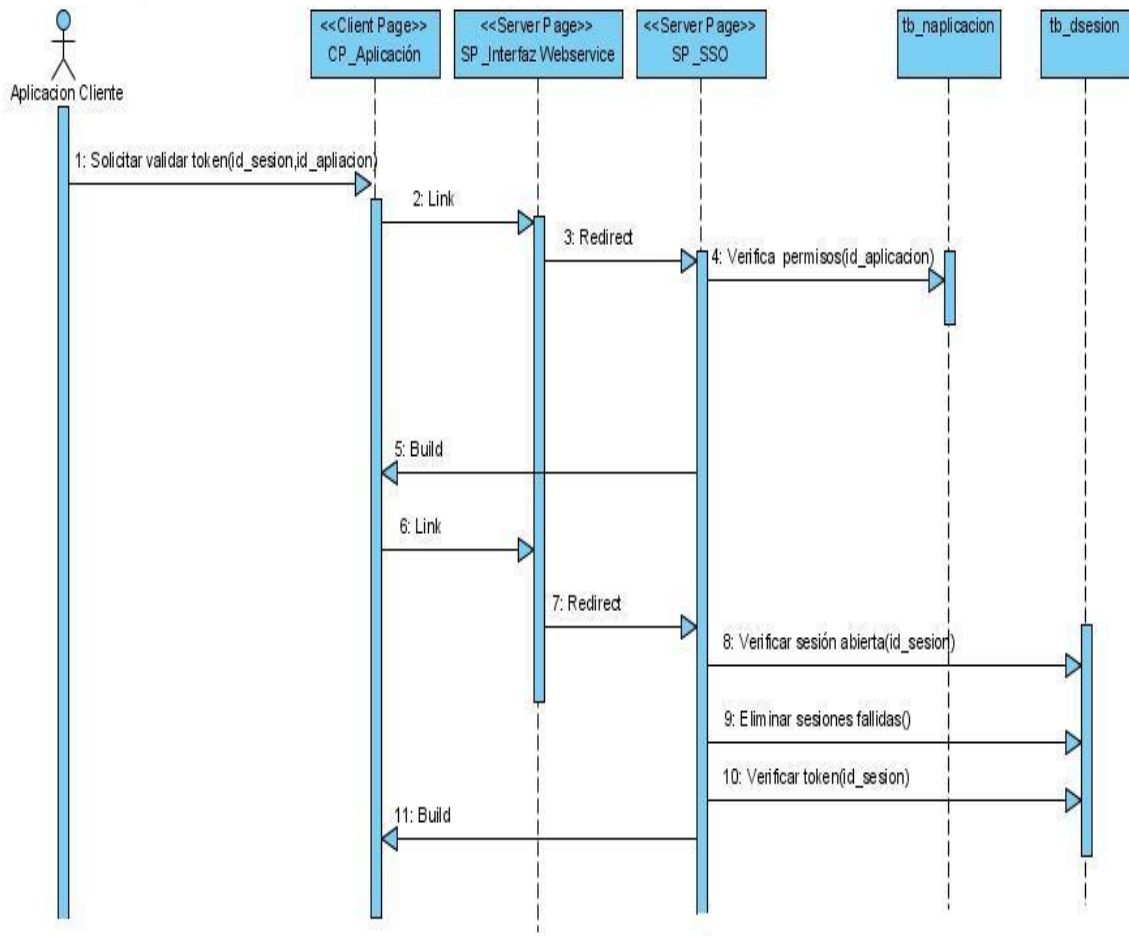 <<Client Page>>
CP_Aplicación
<<Server Page>>
SP_Interfaz Webservice
<<Server Page>>
SP_SSO
tb_naplicacion
tb_dsesion
Aplicacion Cliente
1: Solicitar validar token(id_sesion,id_apliacion)
2: Link
3: Redirect
4: Verifica permisos(id_aplicacion)
5: Build
6: Link
7: Redirect
8: Verificar sesión abierta(id_sesion)
9: Eliminar sesiones fallidas()
10: Verificar token(id_sesion)
11: Build